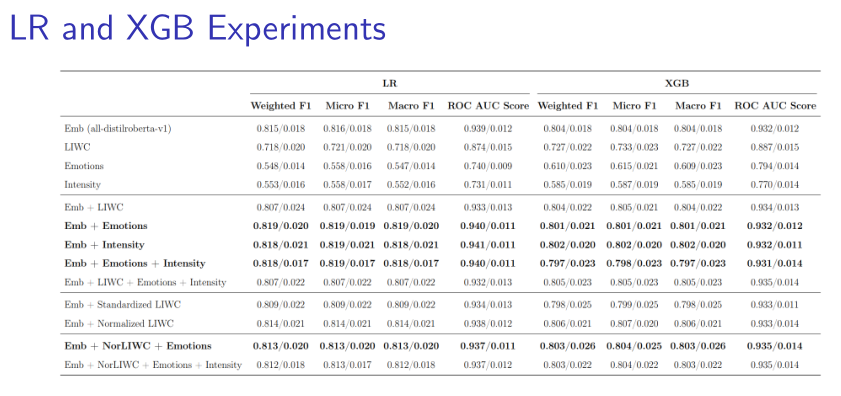 LR and XGB Experiments
LR XGB
Weighted F1 Micro F1 Macro F1 ROC AUC Score Weighted F1 Micro F1 Macro F1 ROC AUC Score
Emb (all-distilroberta-v1) 0.815/0.018 0.816/0.018 0.815/0.018 0.939/0.012 0.804/0.018 0.804/0.018 0.804/0.018 0.932/0.012
LIWC 0.718/0.020 0.721/0.020 0.718/0.020 0.874/0.015 0.727/0.022 0.733/0.023 0.727/0.022 0.887/0.015
Emotions 0.548/0.014 0.558/0.016 0.547/0.014 0.740/0.009 0.610/0.023 0.615/0.021 0.609/0.023 0.794/0.014
Intensity 0.553/0.016 0.558/0.017 0.552/0.016 0.731/0.011 0.585/0.019 0.587/0.019 0.585/0.019 0.770/0.014
Emb + LIWC 0.807/0.024 0.807/0.024 0.807/0.024 0.933/0.013 0.804/0.022 0.805/0.021 0.804/0.022 0.934/0.013
Emb + Emotions 0.819/0.020 0.819/0.019 0.819/0.020 0.940/0.011 0.801/0.021 0.801/0.021 0.801/0.021 0.932/0.012
Emb + Intensity 0.818/0.021 0.819/0.021 0.818/0.021 0.941/0.011 0.802/0.020 0.802/0.020 0.802/0.020 0.932/0.011
Emb + Emotions + Intensity 0.818/0.017 0.819/0.017 0.818/0.017 0.940/0.011 0.797/0.023 0.798/0.023 0.797/0.023 0.931/0.014
Emb + LIWC + Emotions + Intensity 0.807/0.022 0.807/0.022 0.807/0.022 0.932/0.013 0.805/0.023 0.805/0.023 0.805/0.023 0.935/0.014
Emb + Standardized LIWC 0.809/0.022 0.809/0.022 0.809/0.022 0.934/0.013 0.798/0.025 0.799/0.025 0.798/0.025 0.933/0.011
Emb + Normalized LIWC 0.814/0.021 0.814/0.021 0.814/0.021 0.938/0.012 0.806/0.021 0.807/0.020 0.806/0.021 0.933/0.014
Emb + NorLIWC + Emotions 0.813/0.020 0.813/0.020 0.813/0.020 0.937/0.011 0.803/0.026 0.804/0.025 0.803/0.026 0.935/0.014
Emb + NorLIWC + Emotions + Intensity 0.812/0.018 0.813/0.017 0.812/0.018 0.937/0.012 0.803/0.022 0.804/0.022 0.803/0.022 0.935/0.014